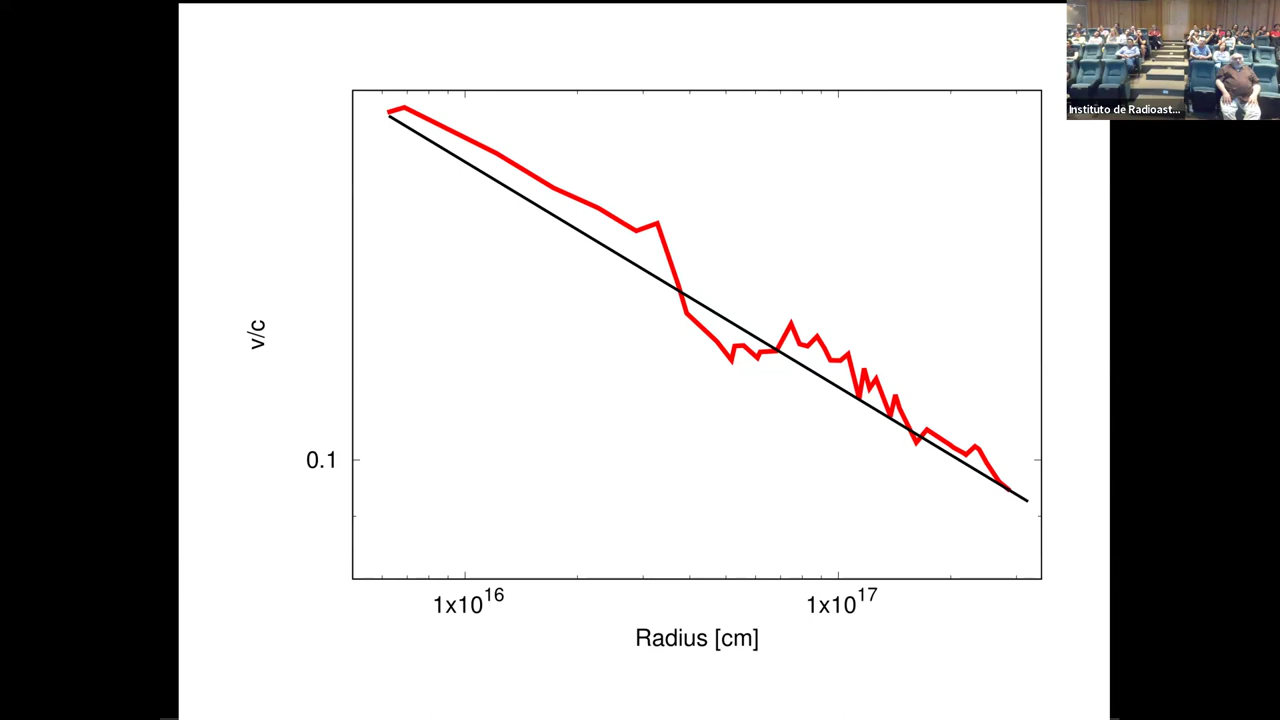 Instituto de Radioast...
v/c
0.1
1x10^16
1x10^17
Radius [cm]